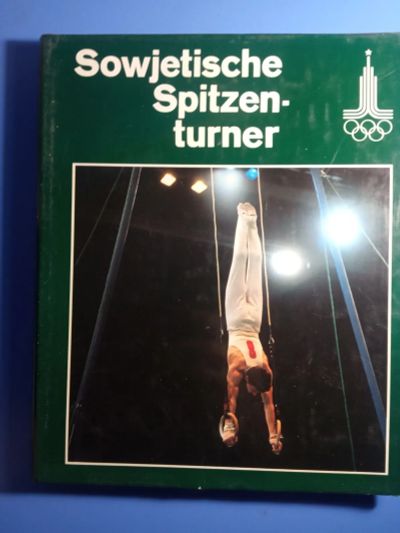 Sowjetische
Spitzen-
turner